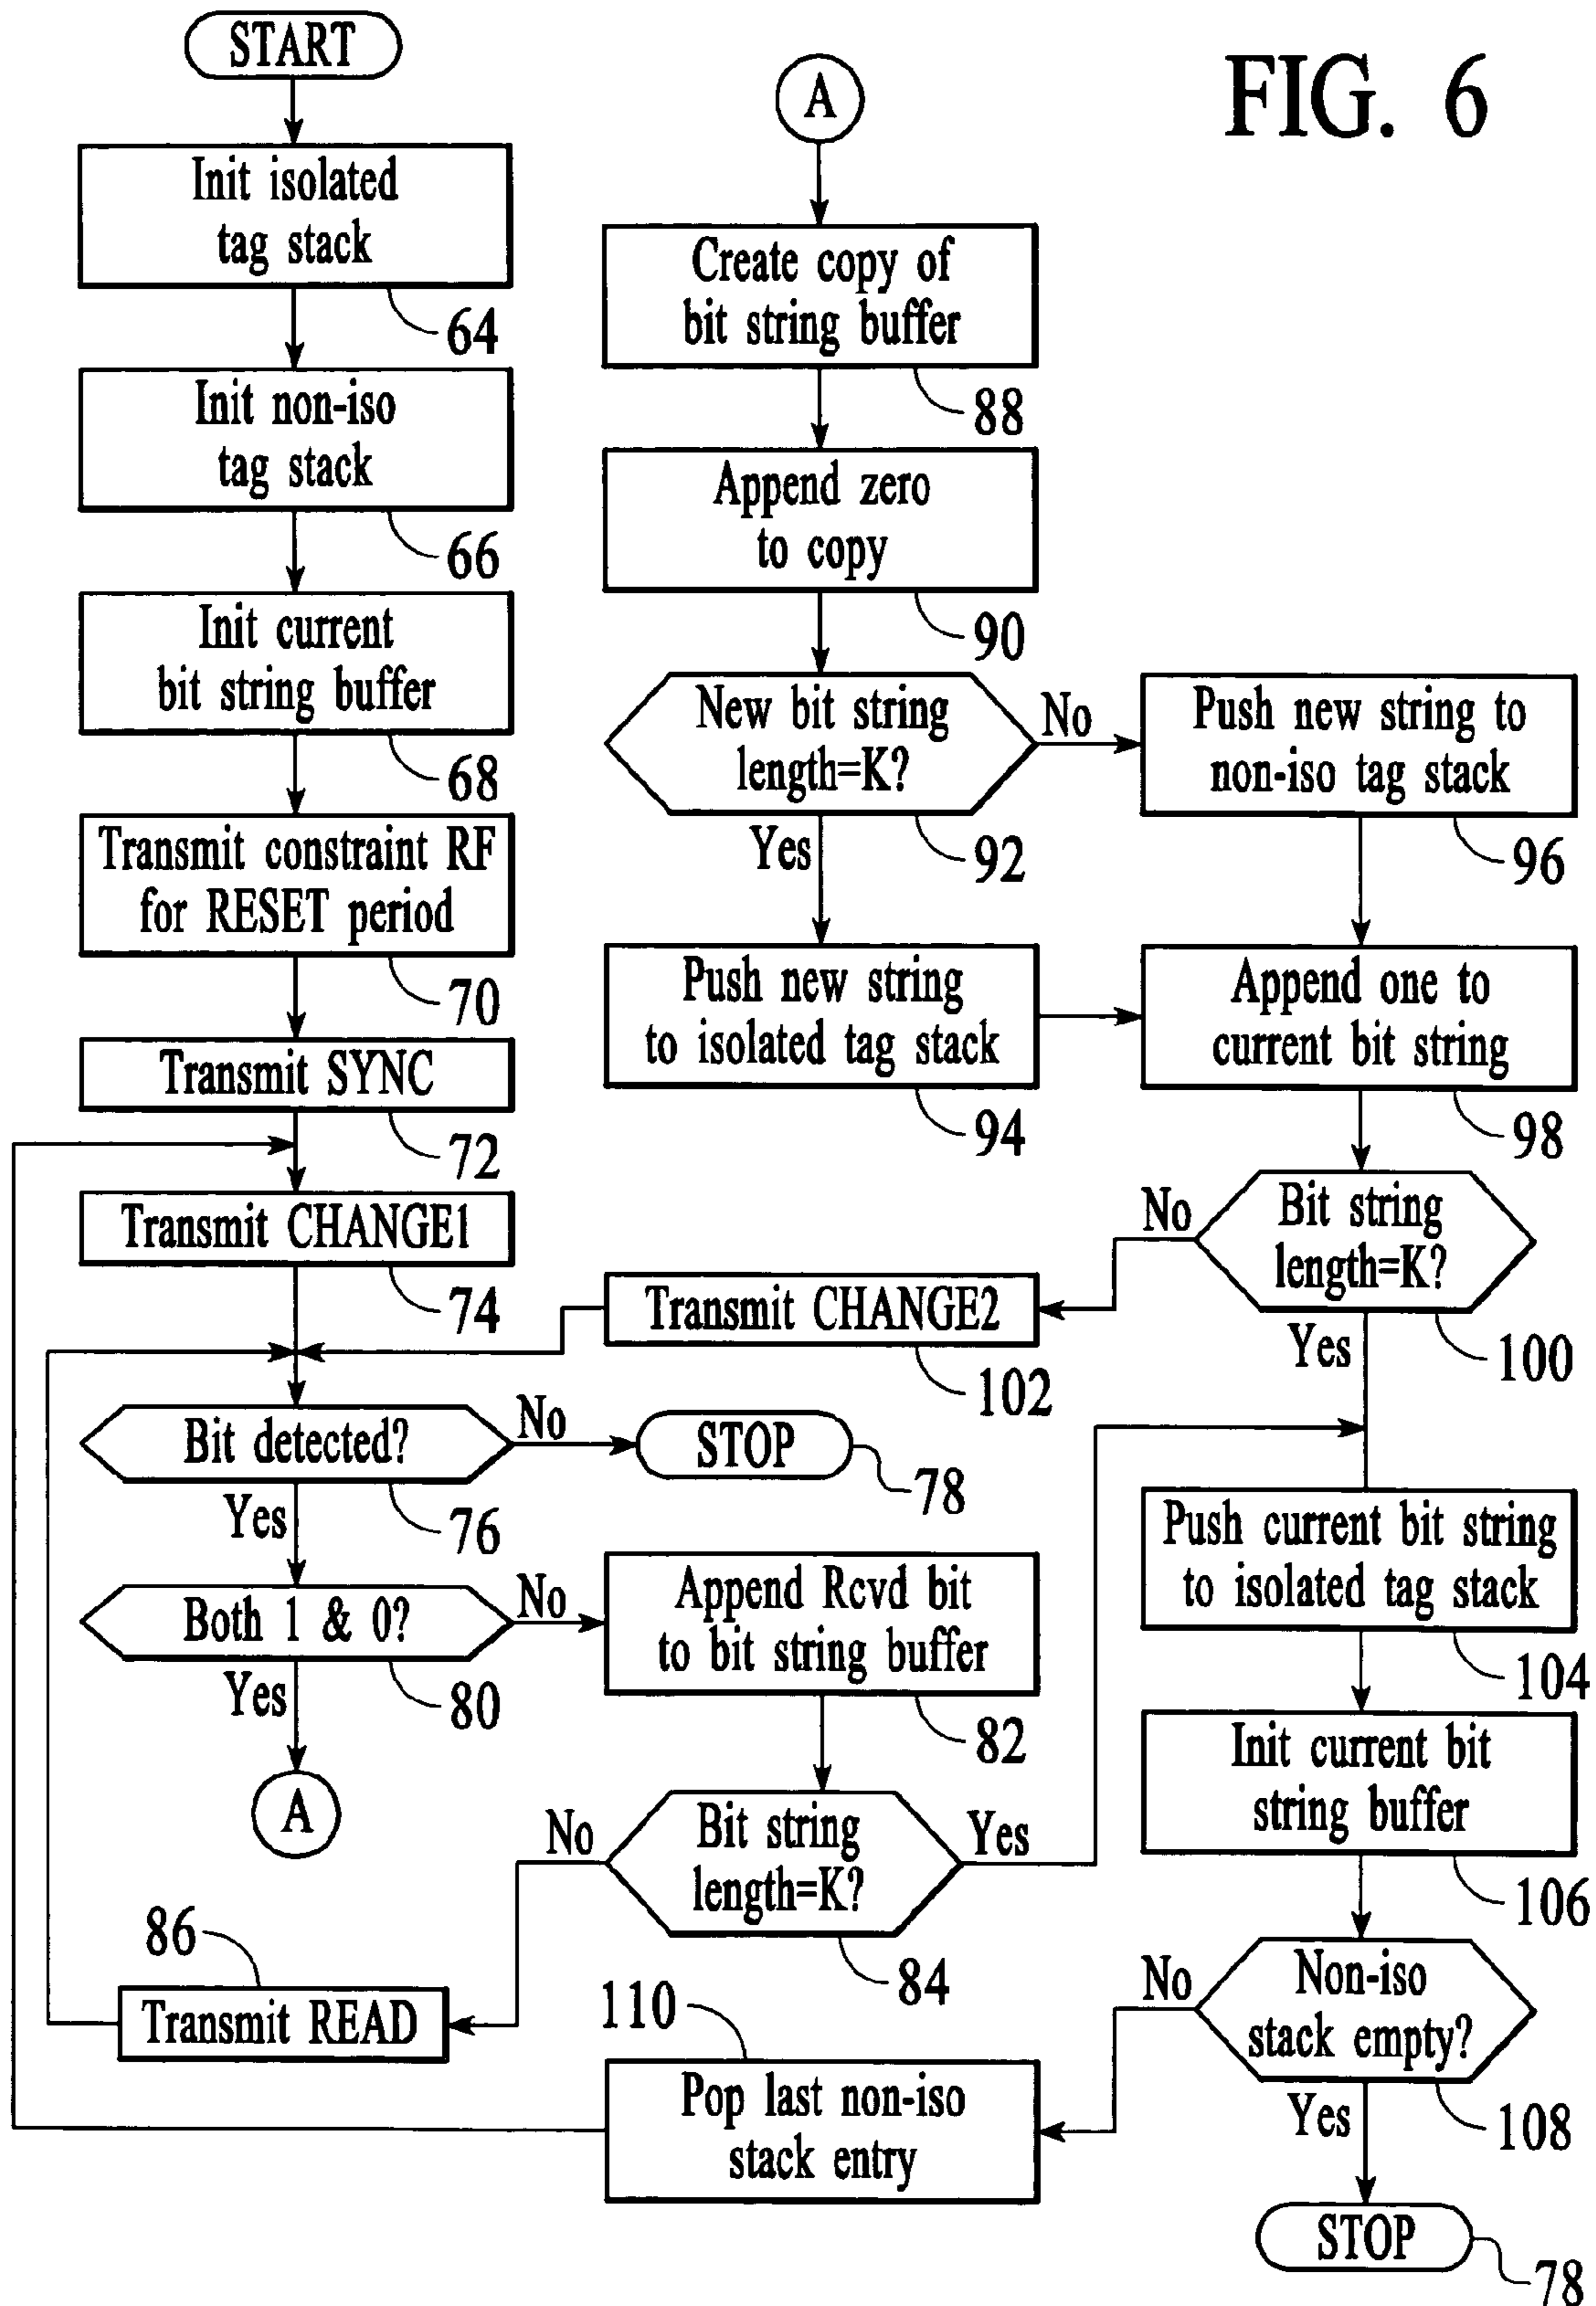 FIG. 6
START
Init isolated
tag stack
64
Init non-iso
tag stack
66
Init current
bit string buffer
68
Transmit constraint RF
for RESET period
70
Transmit SYNC
72
Transmit CHANGE1
74
Bit detected?
No
STOP
78
Yes
76
Both 1 & 0?
No
Yes
80
A
Append Rcvd bit
to bit string buffer
82
Bit string
length=K?
No
Yes
84
86
Transmit READ
A
Create copy of
bit string buffer
88
Append zero
to copy
90
New bit string
length=K?
No
Yes
92
Push new string
to isolated tag stack
94
Push new string to
non-iso tag stack
96
Append one to
current bit string
98
Bit string
length=K?
No
Yes
100
Transmit CHANGE2
102
Push current bit string
to isolated tag stack
104
Init current bit
string buffer
106
Non-iso
stack empty?
No
Yes
108
110
Pop last non-iso
stack entry
STOP
78